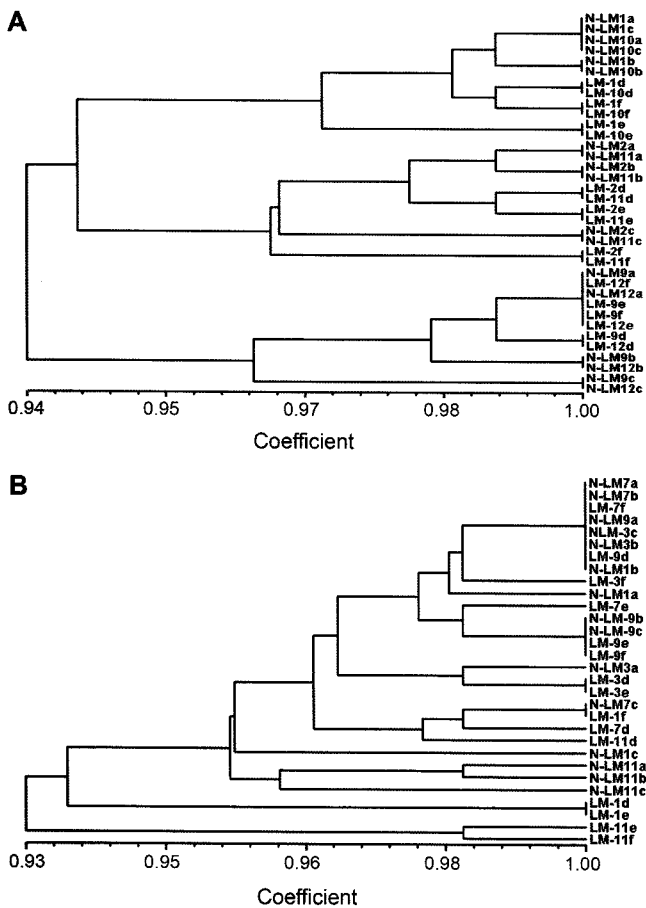 A
N-LM1a
N-LM1c
N-LM10a
N-LM10c
N-LM1b
N-LM10b
LM-1d
LM-10d
LM-1f
LM-10f
LM-1e
LM-10e
N-LM2a
N-LM11a
N-LM2b
N-LM11b
LM-2d
LM-11d
LM-2e
LM-11e
N-LM2c
N-LM11c
LM-2f
LM-11f
N-LM9a
LM-12f
N-LM12a
LM-9e
LM-9f
LM-12e
LM-9d
LM-12d
N-LM9b
N-LM12b
N-LM9c
N-LM12c
0.94 0.95 0.97 0.98 1.00
Coefficient
B
N-LM7a
N-LM7b
LM-7f
N-LM9a
NLM-3c
N-LM3b
LM-9d
N-LM1b
LM-3f
N-LM1a
LM-7e
N-LM-9b
N-LM-9c
LM-9e
LM-9f
N-LM3a
LM-3d
LM-3e
N-LM7c
LM-1f
LM-7d
LM-11d
N-LM1c
N-LM11a
N-LM11b
N-LM11c
LM-1d
LM-1e
LM-11e
LM-11f
0.93 0.95 0.96 0.98 1.00
Coefficient